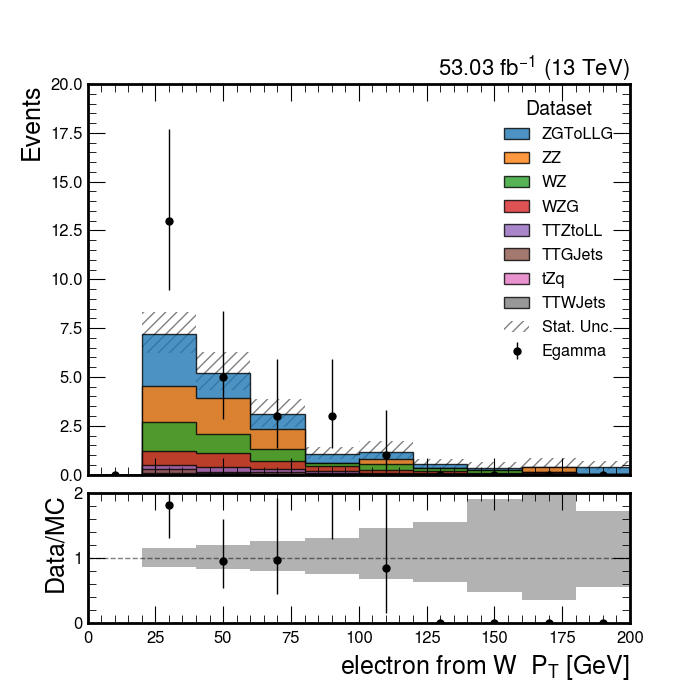 53.03 fb⁻¹ (13 TeV)
Events
20.0
17.5
15.0
12.5
10.0
7.5
5.0
2.5
0.0
Dataset
ZGToLLG
ZZ
WZ
WZG
TTZtoLL
TTGJets
tZq
TTWJets
Stat. Unc.
Egamma
Data/MC
2
1
0
0 25 50 75 100 125 150 175 200
electron from W P_T [GeV]